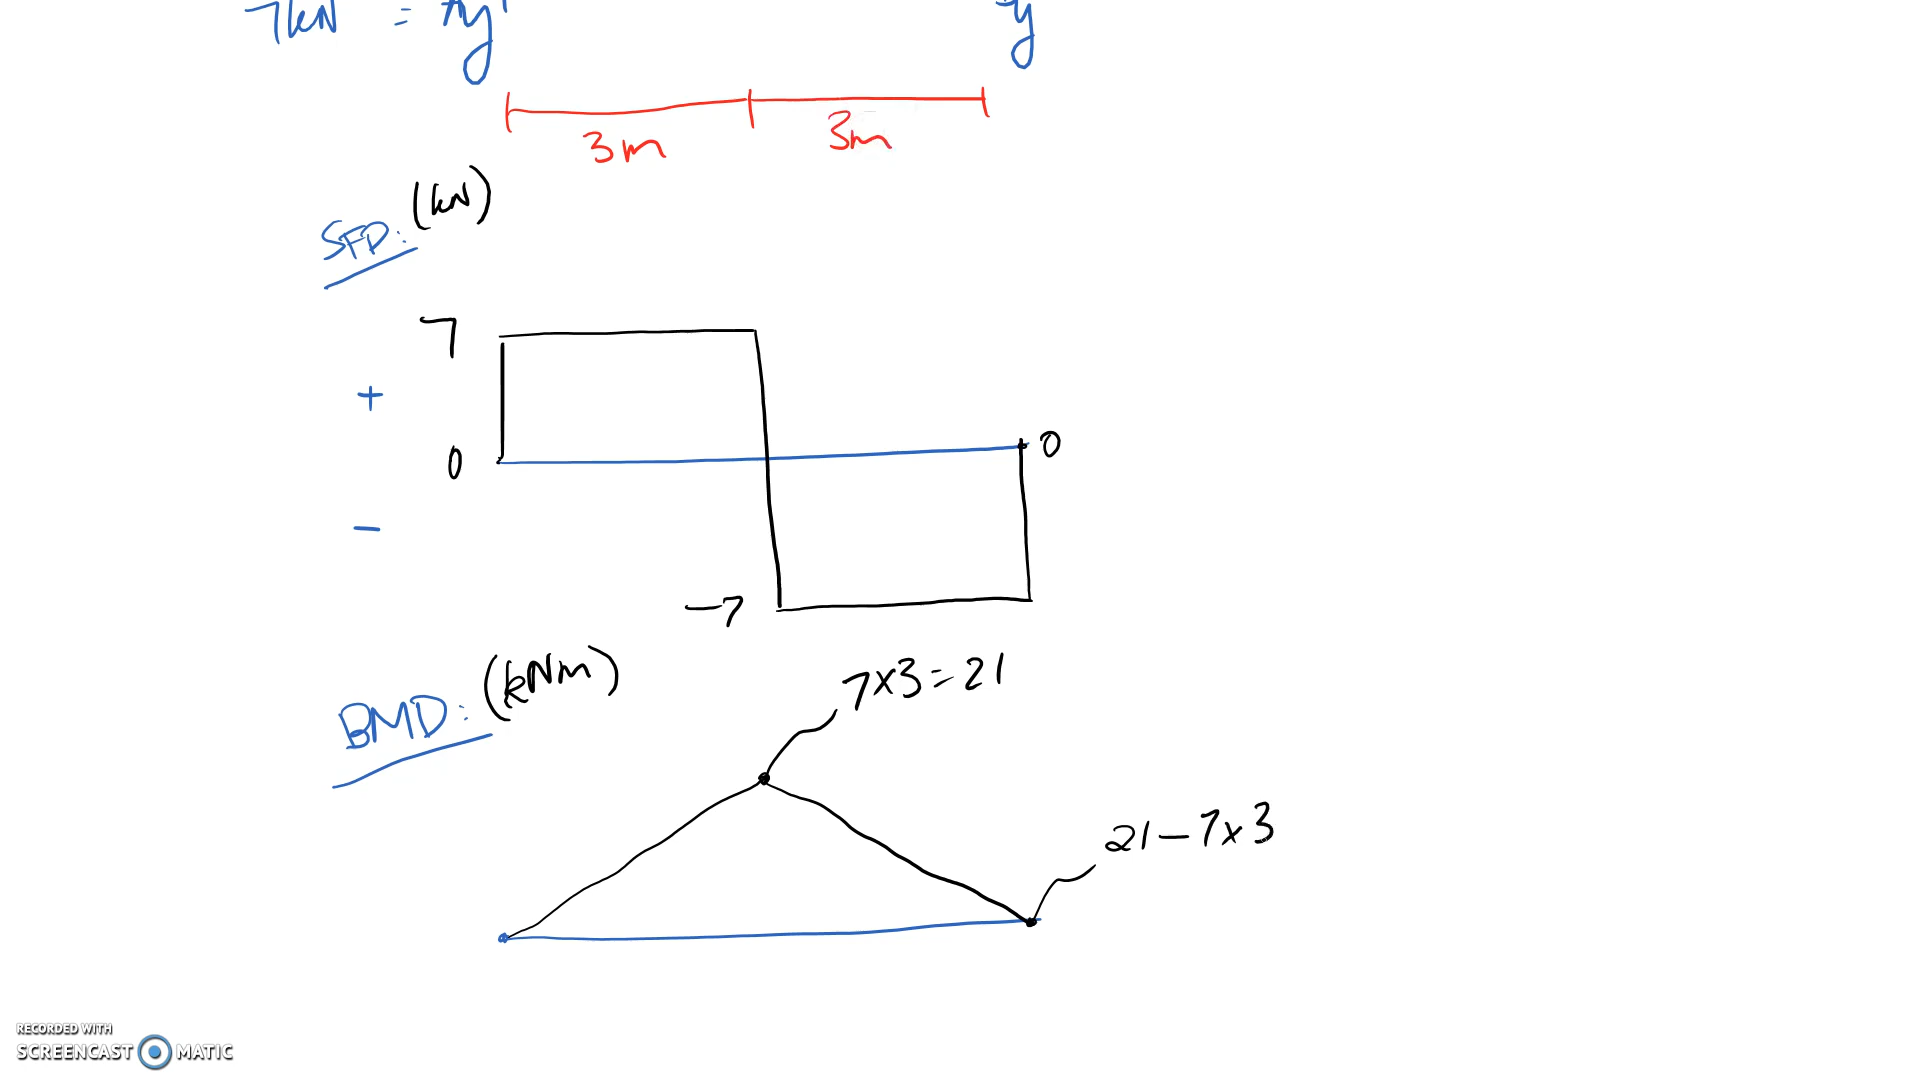 7kN = Ay y
3m 3m
(kN)
SFD:
7
+
0 0
-
-7
(kNm)
BMD:
7x3=21
21-7x3
RECORDED WITH
SCREENCAST MATIC